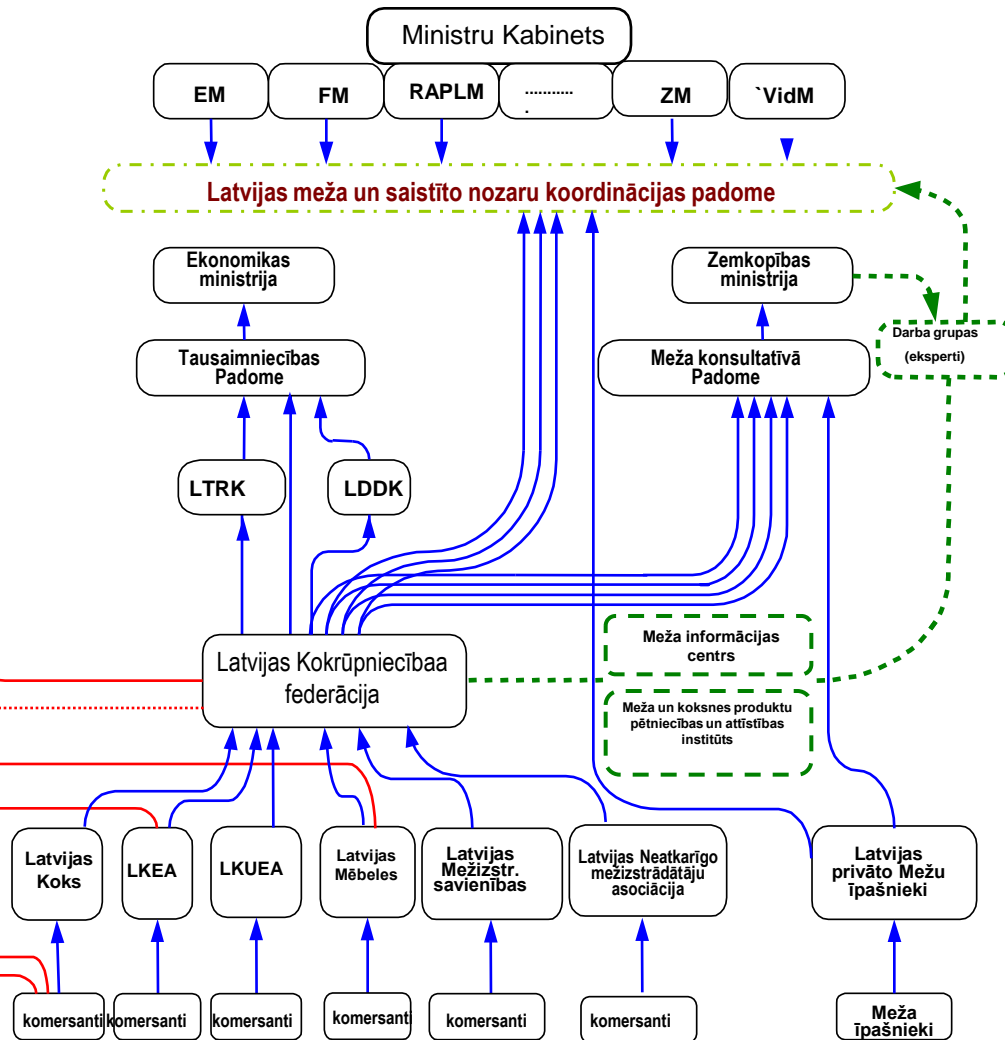 Ministru Kabinets
EM
FM
RAPLM
...........
.
ZM
`VidM
Latvijas meža un saistīto nozaru koordinācijas padome
Ekonomikas
ministrija
Zemkopības
ministrija
Darba grupas
(eksperti)
Tausaimniecības
Padome
Meža konsultatīvā
Padome
LTRK
LDDK
Latvijas Kokrūpniecībaa
federācija
Meža informācijas
centrs
Meža un koksnes produktu
pētniecības un attīstības
institūts
Latvijas
Koks
LKEA
LKUEA
Latvijas
Mēbeles
Latvijas
Mežizstr.
savienības
Latvijas Neatkarīgo
mežizstrādātāju
asociācija
Latvijas
privāto Mežu
īpašnieki
komersanti
komersanti
komersanti
komersanti
komersanti
komersanti
Meža
īpašnieki